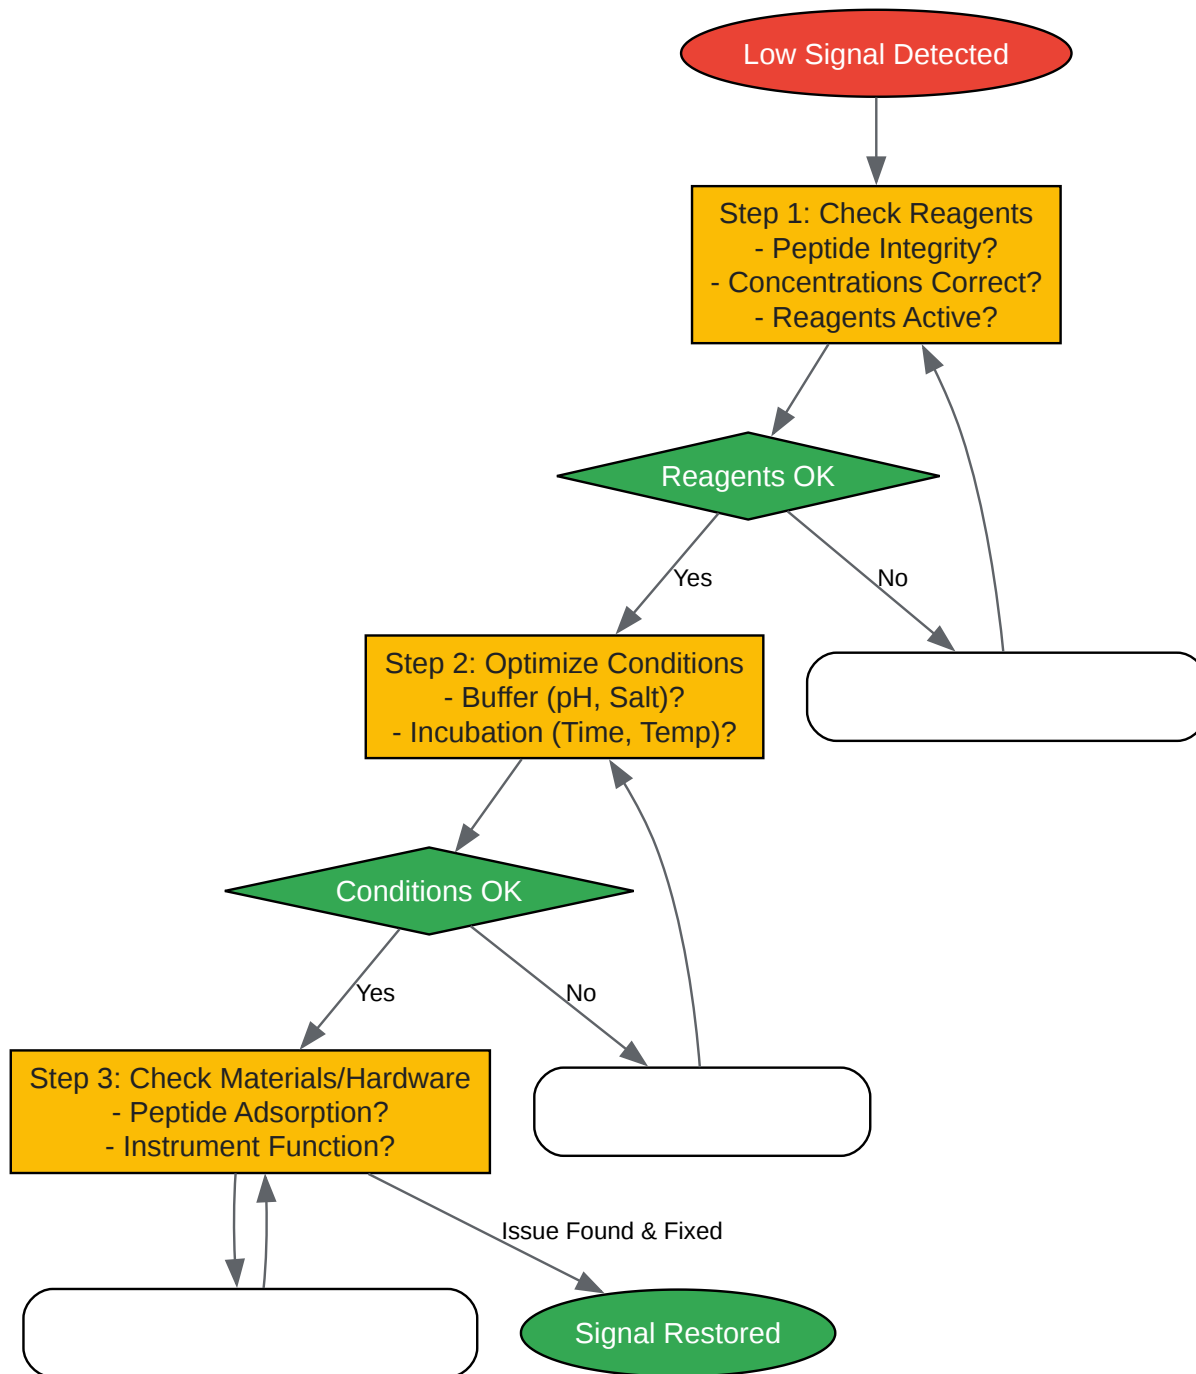 Low Signal Detected
Step 1: Check Reagents
- Peptide Integrity?
- Concentrations Correct?
- Reagents Active?
Reagents OK
Yes
No
Step 2: Optimize Conditions
- Buffer (pH, Salt)?
- Incubation (Time, Temp)?
Conditions OK
Yes
No
Step 3: Check Materials/Hardware
- Peptide Adsorption?
- Instrument Function?
Issue Found & Fixed
Signal Restored